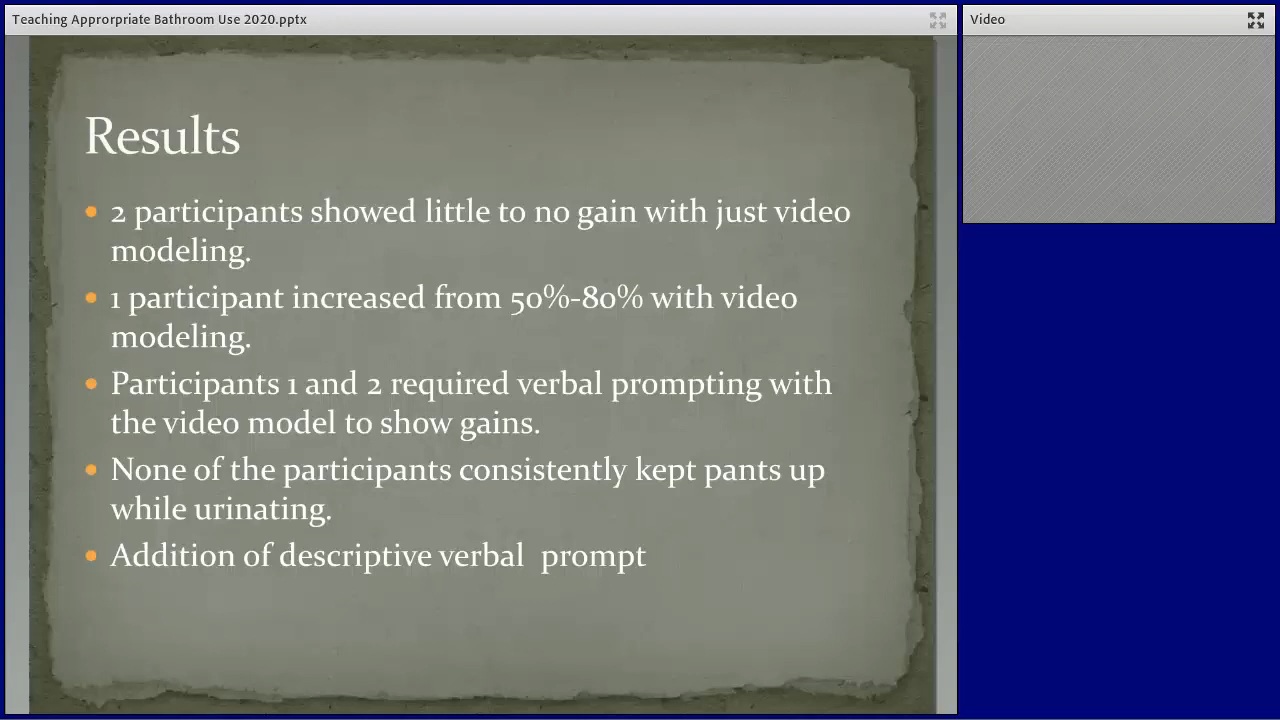 Teaching Approrpriate Bathroom Use 2020.pptx
Video
Results
2 participants showed little to no gain with just video
modeling.
1 participant increased from 50%-80% with video
modeling.
Participants 1 and 2 required verbal prompting with
the video model to show gains.
None of the participants consistently kept pants up
while urinating.
Addition of descriptive verbal  prompt